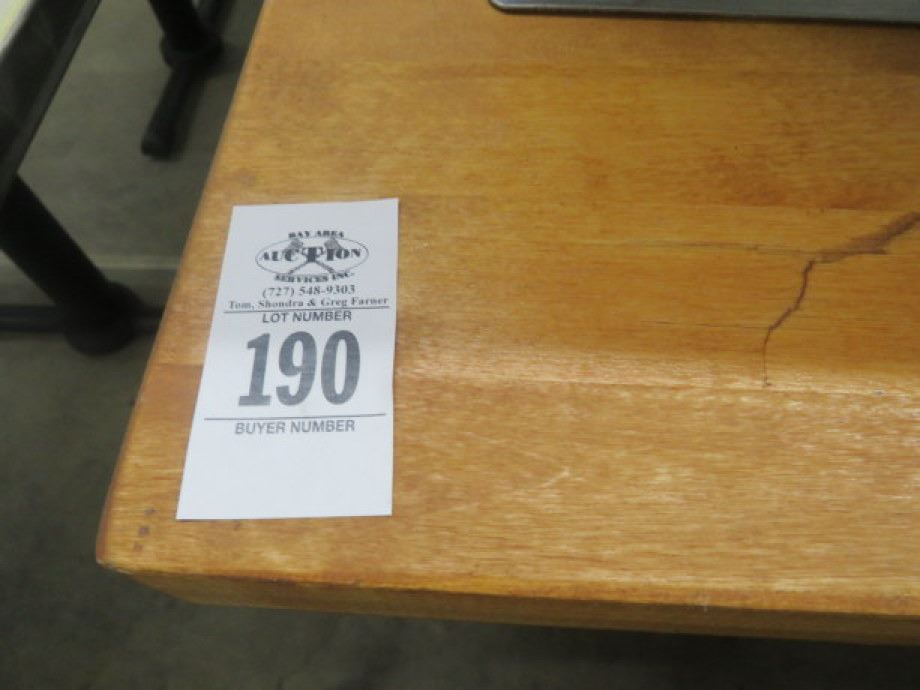 BAY AREA
AUCTION
SERVICES INC.
(727) 548-9303
Tom, Shondra & Greg Farner
LOT NUMBER
190
BUYER NUMBER